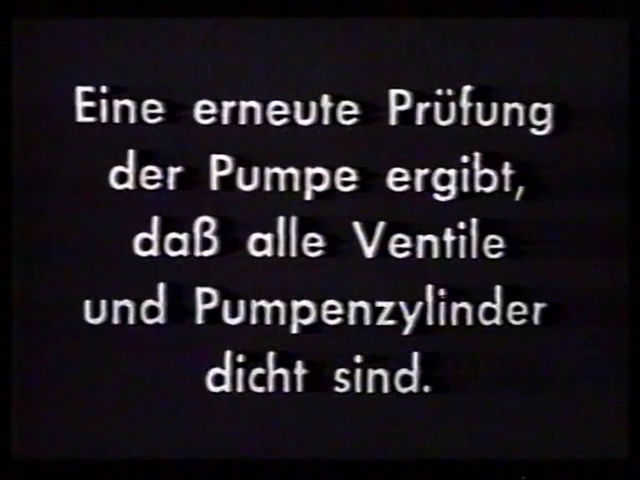 Eine erneute Prüfung
der Pumpe ergibt,
daß alle Ventile
und Pumpenzylinder
dicht sind.